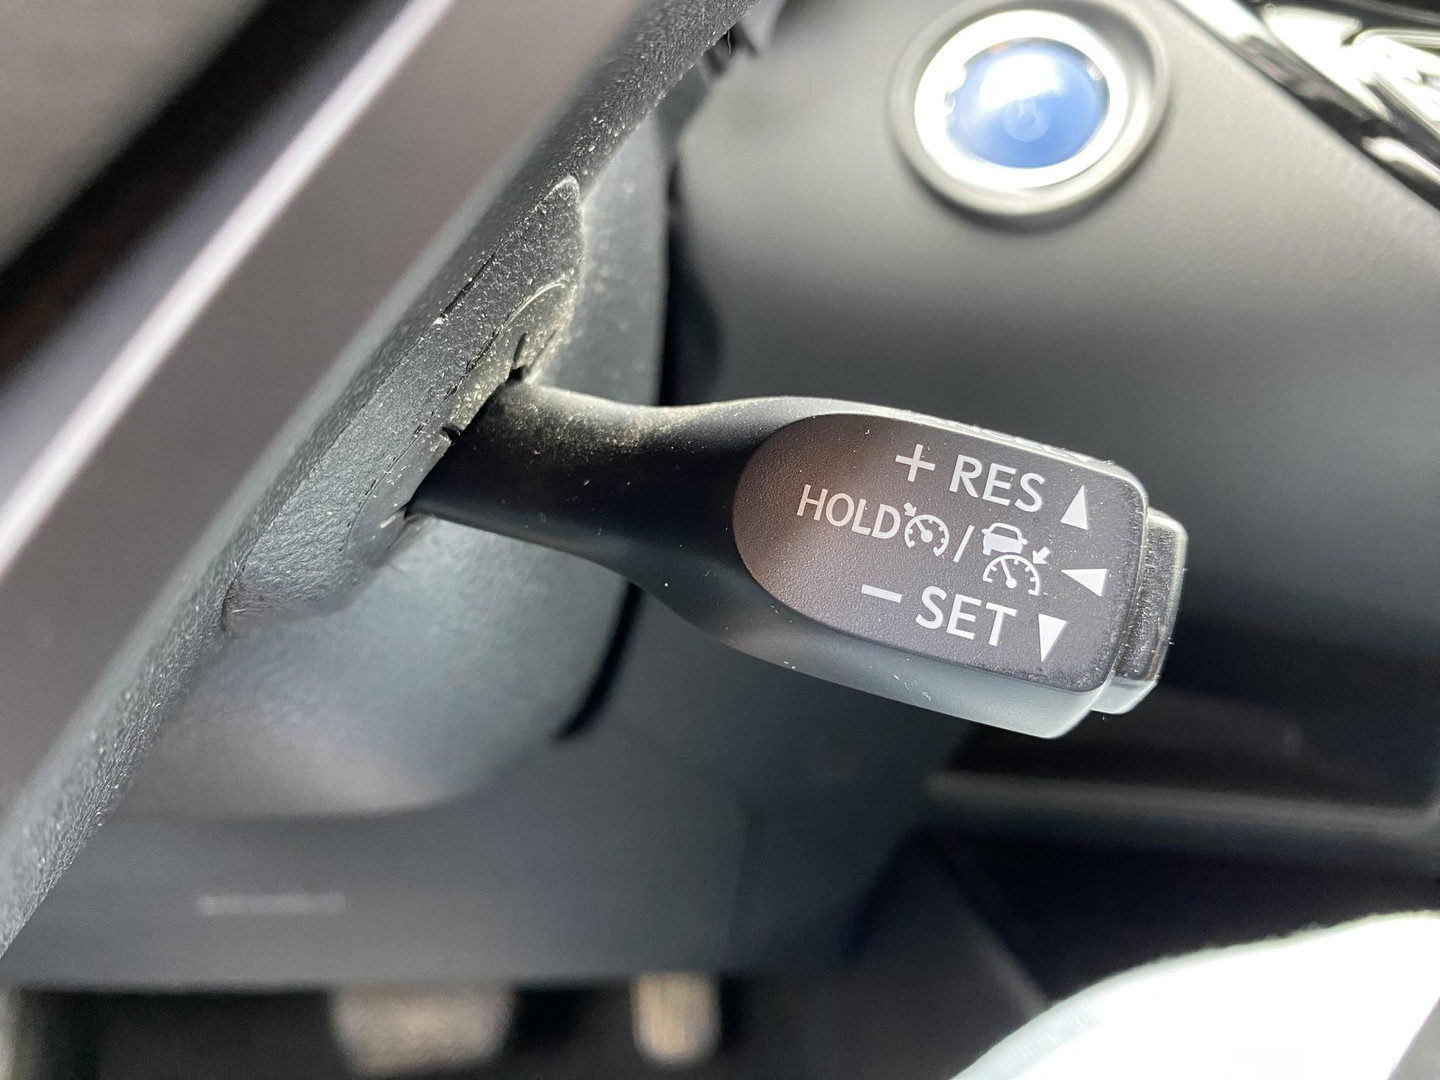 + RES
HOLD /
− SET